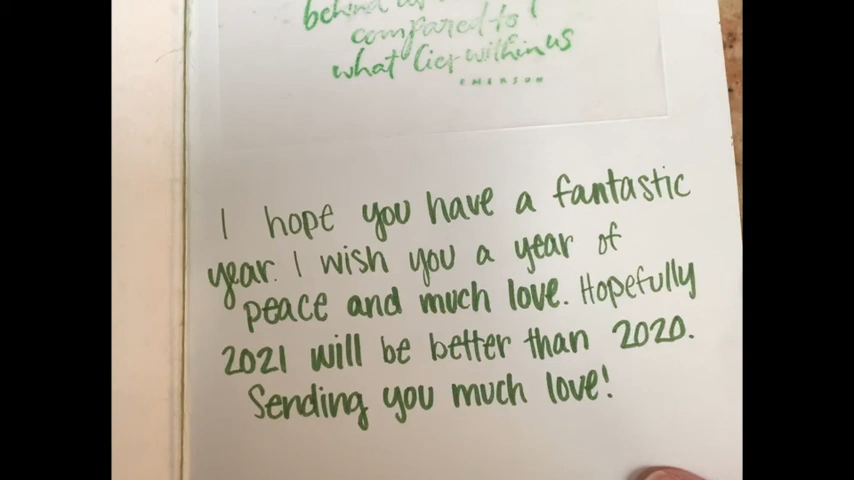 behind
compared to
what lies within us
EMERSON
I hope you have a fantastic
year. I wish you a year of
peace and much love. Hopefully
2021 will be better than 2020.
Sending you much love!